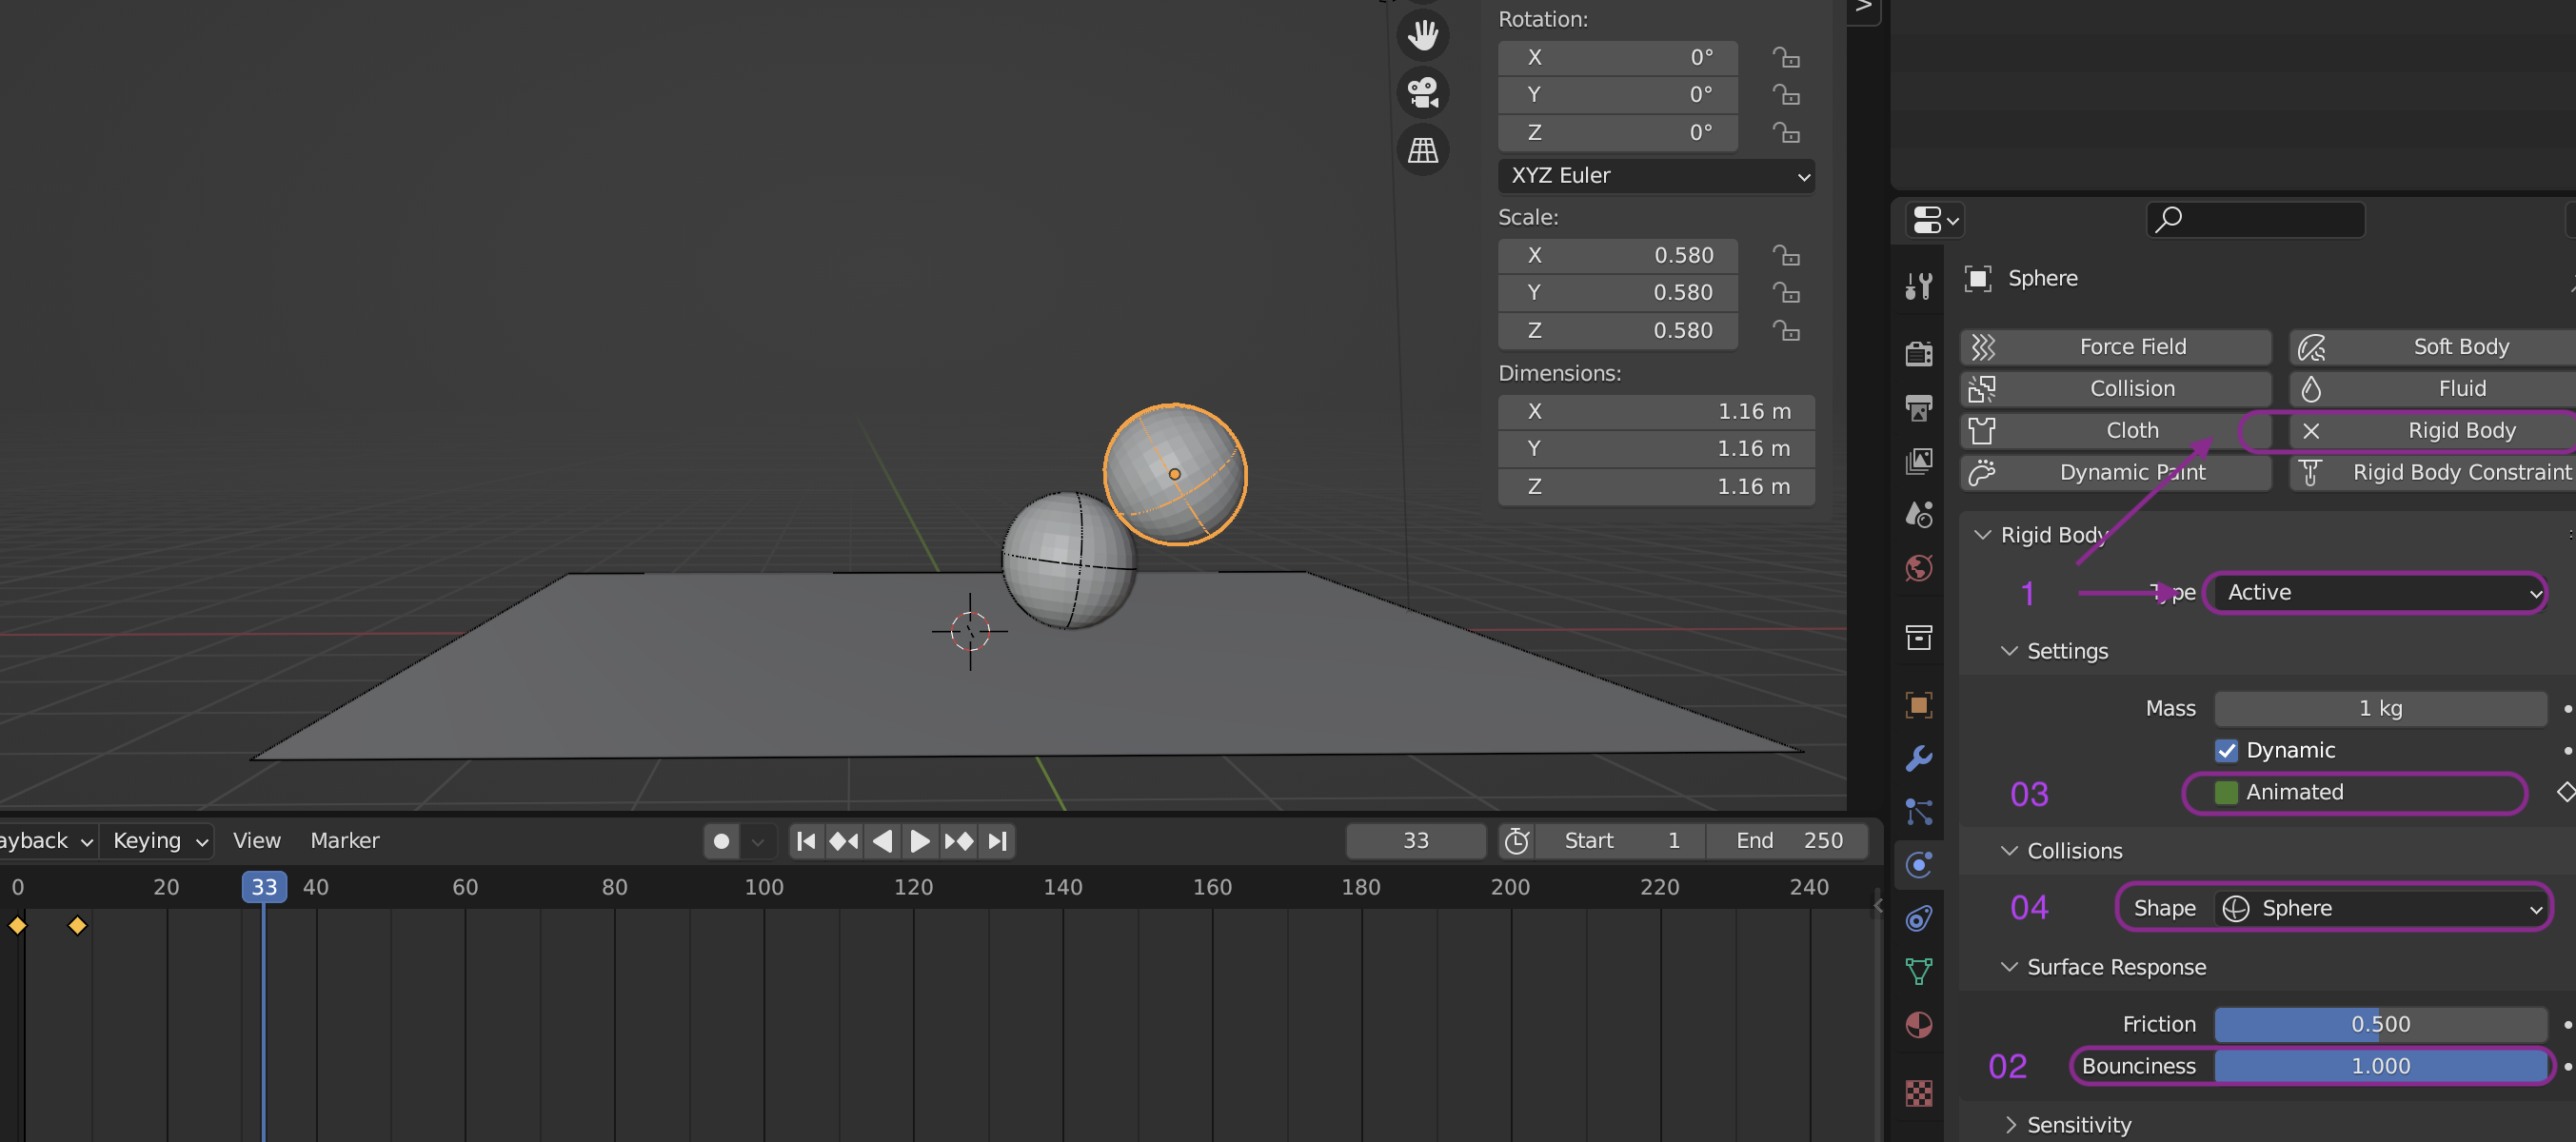 Rotation:
X 0°
Y 0°
Z 0°
XYZ Euler
Scale:
X 0.580
Y 0.580
Z 0.580
Dimensions:
X 1.16 m
Y 1.16 m
Z 1.16 m
Sphere
Force Field Soft Body
Collision Fluid
Cloth Rigid Body
Dynamic Paint Rigid Body Constraint
Rigid Body
1 Type Active
Settings
Mass 1 kg
Dynamic
03 Animated
Collisions
04 Shape Sphere
Surface Response
Friction 0.500
02 Bounciness 1.000
Sensitivity
ayback Keying View Marker 33 Start 1 End 250
0 20 33 40 60 80 100 120 140 160 180 200 220 240